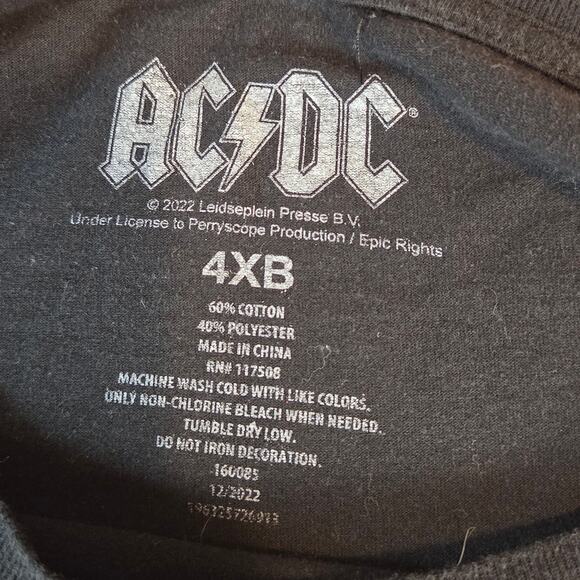 AC⚡DC®
© 2022 Leidseplein Presse B.V.
Under License to Perryscope Production / Epic Rights
4XB
60% COTTON
40% POLYESTER
MADE IN CHINA
RN# 117508
MACHINE WASH COLD WITH LIKE COLORS.
ONLY NON-CHLORINE BLEACH WHEN NEEDED.
TUMBLE DRY LOW.
DO NOT IRON DECORATION.
160085
12/2022